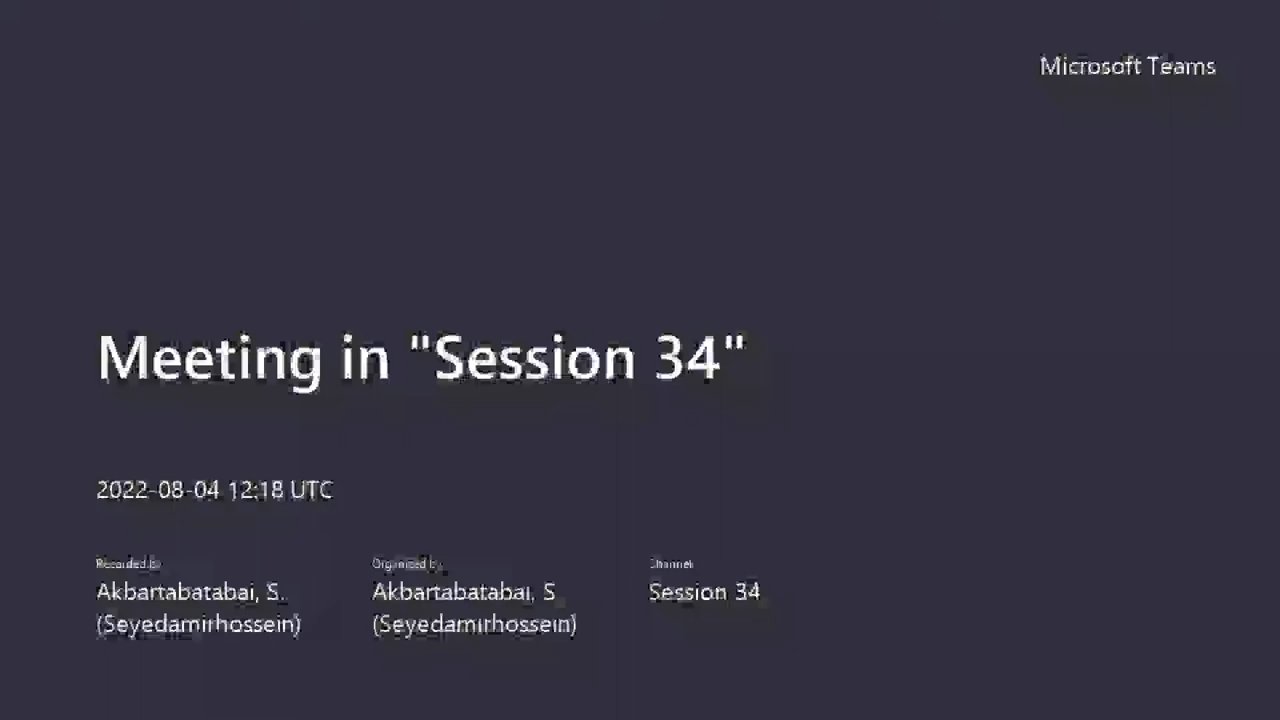 Microsoft Teams
Meeting in "Session 34"
2022-08-04 12:18 UTC
Recorded by
Organized by
Channel
Akbartabatabai, S.
(Seyedamirhossein)
Akbartabatabai, S.
(Seyedamirhossein)
Session 34